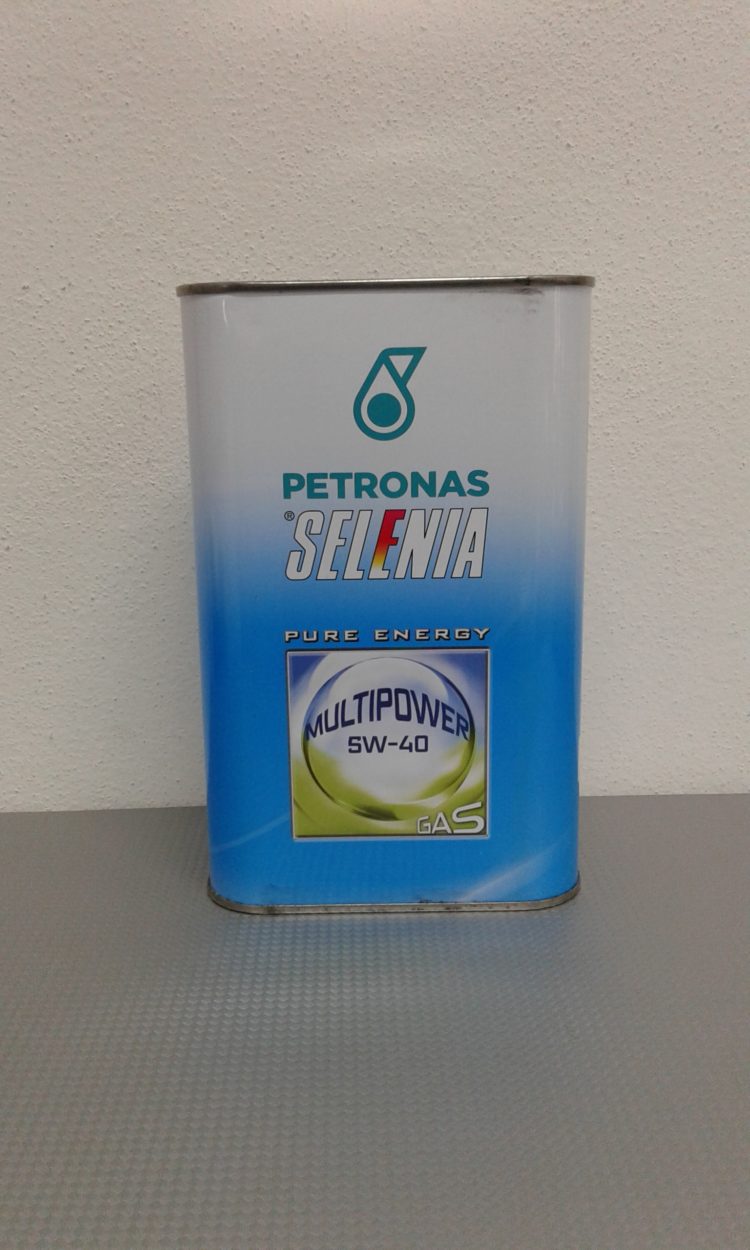 PETRONAS
® SELENIA
PURE ENERGY
MULTIPOWER
5W-40
GAS